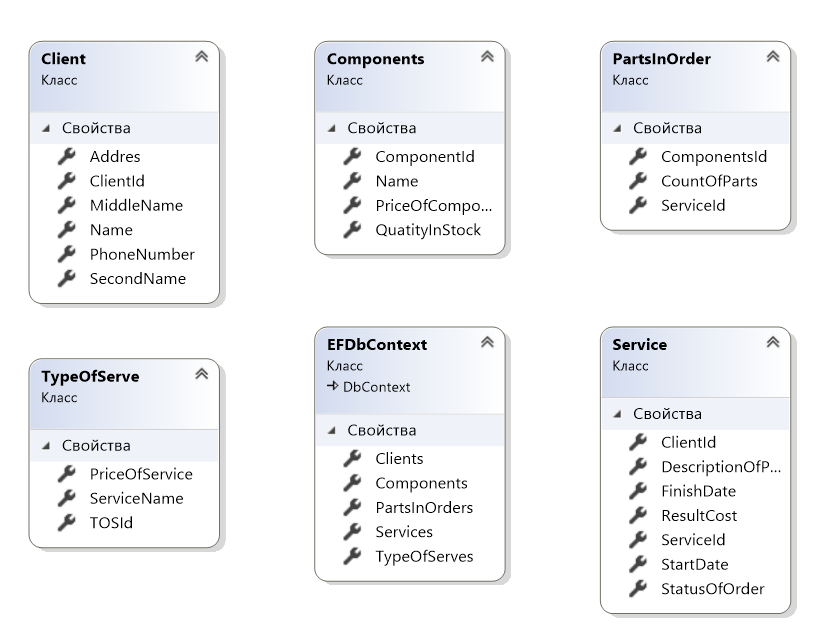 Client
Класс
Свойства
Addres
ClientId
MiddleName
Name
PhoneNumber
SecondName
Components
Класс
Свойства
ComponentId
Name
PriceOfCompo...
QuatityInStock
PartsInOrder
Класс
Свойства
ComponentsId
CountOfParts
ServiceId
TypeOfServe
Класс
Свойства
PriceOfService
ServiceName
TOSId
EFDbContext
Класс
DbContext
Свойства
Clients
Components
PartsInOrders
Services
TypeOfServes
Service
Класс
Свойства
ClientId
DescriptionOfP...
FinishDate
ResultCost
ServiceId
StartDate
StatusOfOrder